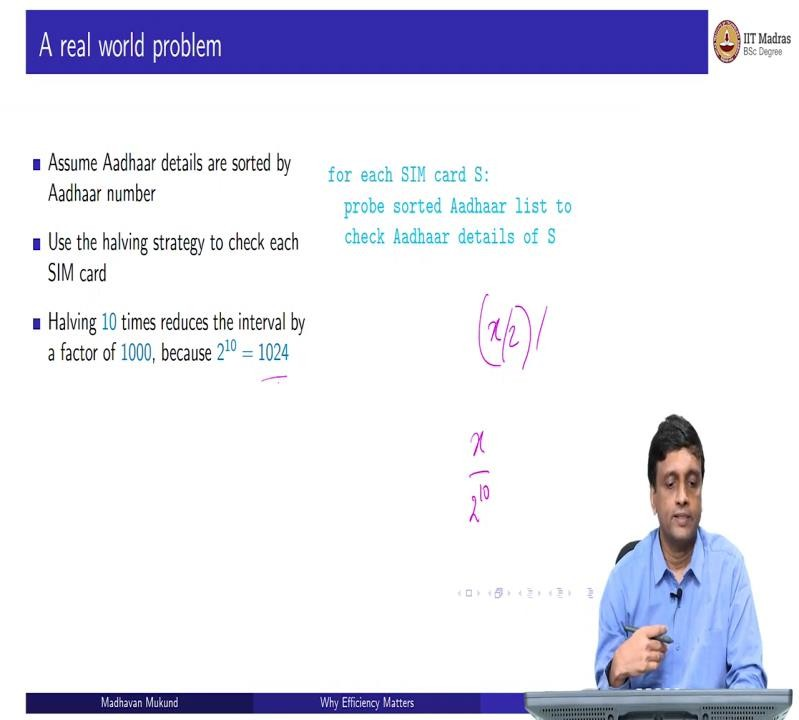 A real world problem
IIT Madras
BSc Degree
■ Assume Aadhaar details are sorted by
Aadhaar number
■ Use the halving strategy to check each
SIM card
■ Halving 10 times reduces the interval by
a factor of 1000, because 2^10 = 1024
for each SIM card S:
probe sorted Aadhaar list to
check Aadhaar details of S
(x/2)/
x
2^10
Madhavan Mukund
Why Efficiency Matters